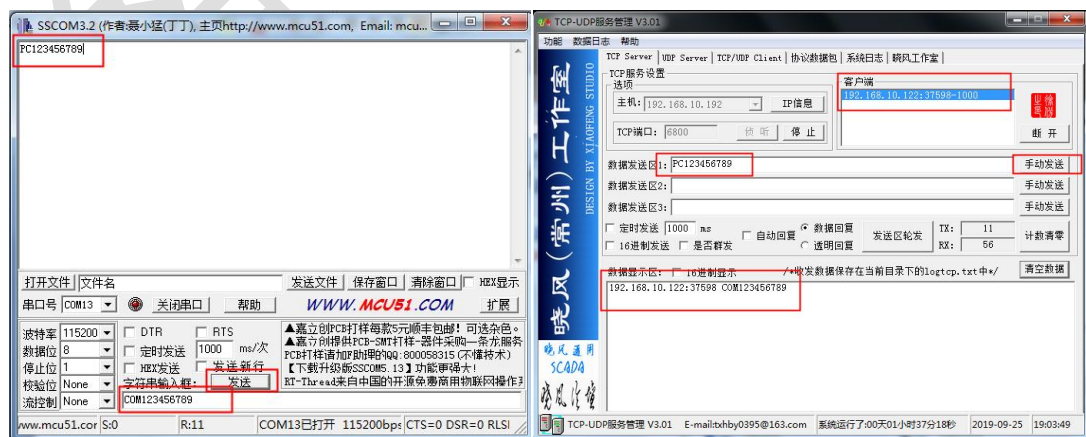 SSCOM3.2 (作者:聂小猛(丁丁), 主页http://www.mcu51.com, Email: mcu...
PC123456789
打开文件 文件名 发送文件 保存窗口 清除窗口 HEX显示
串口号 COM13 关闭串口 帮助 WWW.MCU51.COM 扩展
波特率 115200 DTR RTS
数据位 8 定时发送 1000 ms/次
停止位 1 HEX发送 发送新行
校验位 None 字符串输入框: 发送
流控制 None COM123456789
▲嘉立创PCB打样每款5元顺丰包邮! 可选杂色。
▲嘉立创提供PCB-SMT打样-器件采购一条龙服务
PCB打样请加P助理的qq:800058315(不懂技术)
【下载升级版SSCOM5.13】功能更强大!
RT-Thread来自中国的开源免费商用物联网操作系
www.mcu51.cor S:0 R:11 COM13已打开 115200bps CTS=0 DSR=0 RLSI
TCP-UDP服务管理 V3.01
功能 数据日志 帮助
TCP Server UDP Server TCP/UDP Client 协议数据包 系统日志 晓风工作室
TCP服务设置
选项
主机: 192.168.10.192 IP信息
TCP端口: 6800 侦 听 停 止
客户端
192.168.10.122:37598-1000
断 开
数据发送区1: PC123456789 手动发送
数据发送区2: 手动发送
数据发送区3: 手动发送
定时发送 1000 ms 自动回复 数据回复 发送区轮发 TX: 11 计数清零
16进制发送 是否群发 透明回复 RX: 56
数据显示区: 16进制显示 /*收发数据保存在当前目录下的logtcp.txt中*/ 清空数据
192.168.10.122:37598 COM123456789
晓风(常州)工作室
DESIGN BY XIAOFENG STUDIO
晓风通用
SCADA
TCP-UDP服务管理 V3.01 E-mail:txhby0395@163.com 系统运行了:00天01小时37分18秒 2019-09-25 19:03:49